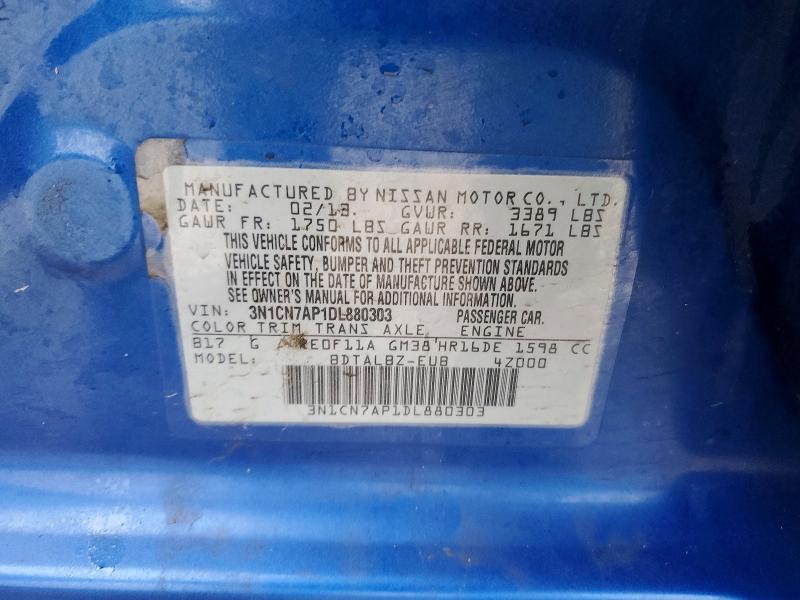 MANUFACTURED BY NISSAN MOTOR CO., LTD.
DATE: 02/13. GVWR: 3389 LBS
GAWR FR: 1750 LBS GAWR RR: 1671 LBS
THIS VEHICLE CONFORMS TO ALL APPLICABLE FEDERAL MOTOR
VEHICLE SAFETY, BUMPER AND THEFT PREVENTION STANDARDS
IN EFFECT ON THE DATE OF MANUFACTURE SHOWN ABOVE.
SEE OWNER'S MANUAL FOR ADDITIONAL INFORMATION.
VIN: 3N1CN7AP1DL880303 PASSENGER CAR.
COLOR TRIM TRANS AXLE ENGINE
B17 G RE0F11A GM38 HR16DE 1598 CC
MODEL: BDTALBZ-EUB 4Z000
3N1CN7AP1DL880303